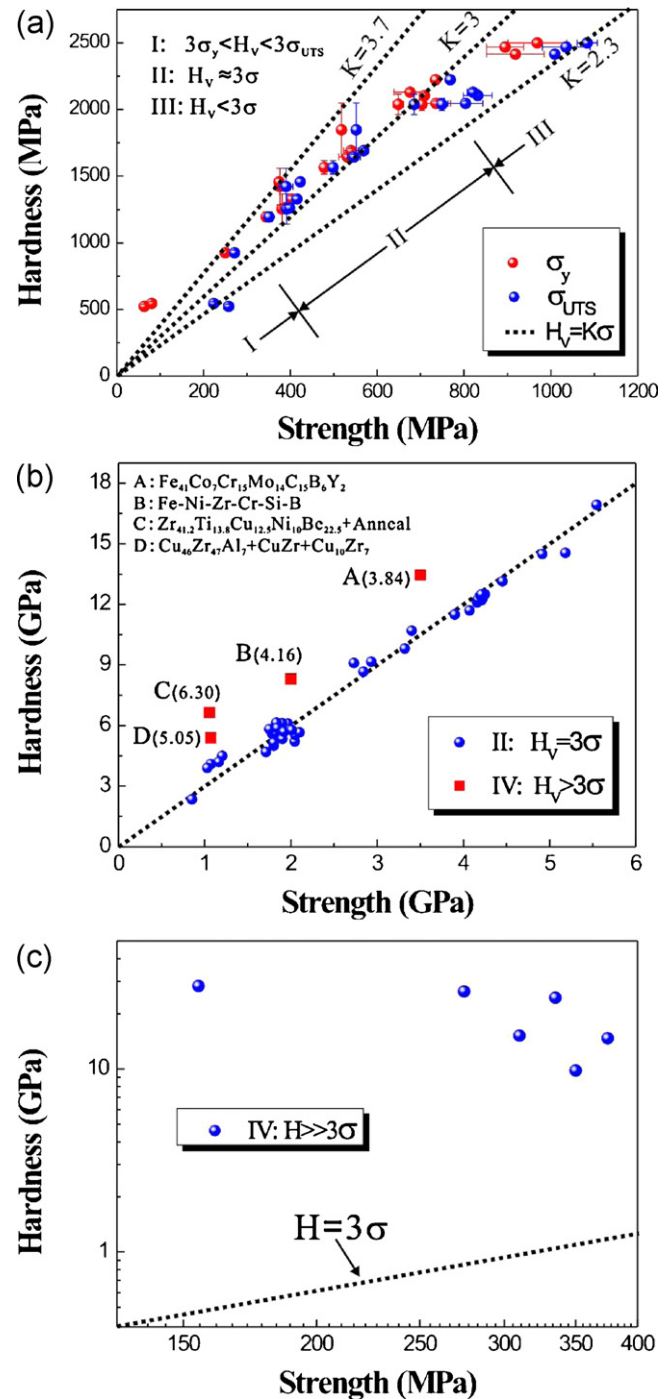 (a)
I: 3σy<Hv<3σUTS
II: Hv≈3σ
III: Hv<3σ
K=3.7
K=3
K=2.3
I
II
III
σy
σUTS
Hv=Kσ
2500
2000
1500
1000
500
0
0 200 400 600 800 1000 1200
Hardness (MPa)
Strength (MPa)
(b)
A: Fe41Co7Cr15Mo14C15B6Y2
B: Fe-Ni-Zr-Cr-Si-B
C: Zr41.2Ti13.8Cu12.5Ni10Be22.5+Anneal
D: Cu46Zr47Al7+CuZr+Cu10Zr7
A(3.84)
B(4.16)
C(6.30)
D(5.05)
II: Hv=3σ
IV: Hv>3σ
18
15
12
9
6
3
0
0 1 2 3 4 5 6
Hardness (GPa)
Strength (GPa)
(c)
IV: H>>3σ
H=3σ
10
1
150 200 250 300 350 400
Hardness (GPa)
Strength (MPa)